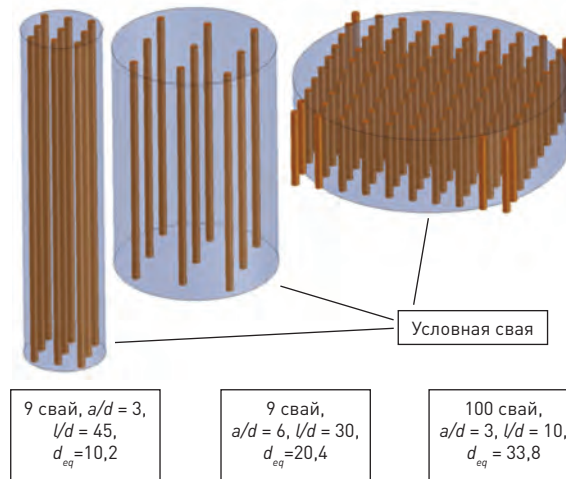 Условная свая
9 свай, a/d = 3,
l/d = 45,
d_eq=10,2
9 свай,
a/d = 6, l/d = 30,
d_eq=20,4
100 свай,
a/d = 3, l/d = 10,
d_eq = 33,8